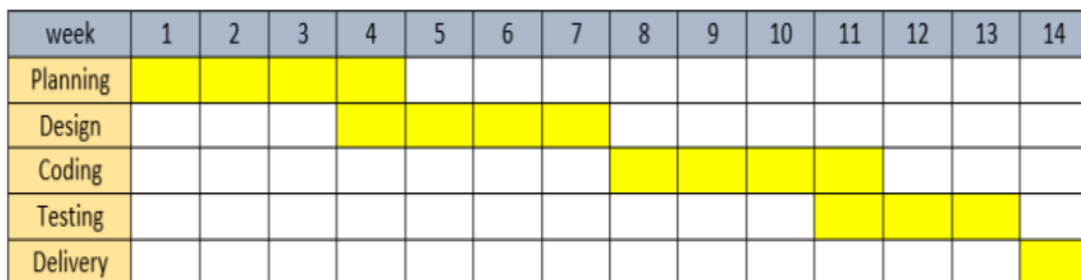 week 1 2 3 4 5 6 7 8 9 10 11 12 13 14
Planning
Design
Coding
Testing
Delivery